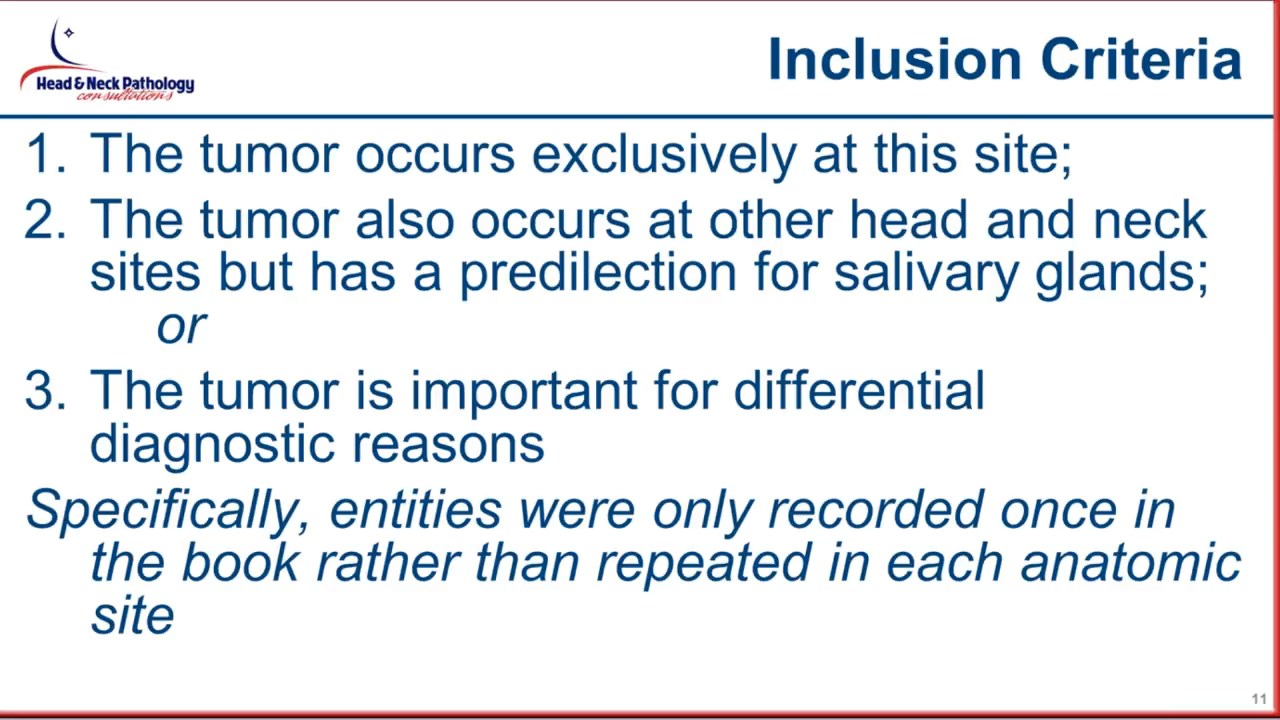 Head & Neck Pathology
consultations
Inclusion Criteria
1. The tumor occurs exclusively at this site;
2. The tumor also occurs at other head and neck
sites but has a predilection for salivary glands;
or
3. The tumor is important for differential
diagnostic reasons
Specifically, entities were only recorded once in
the book rather than repeated in each anatomic
site
11